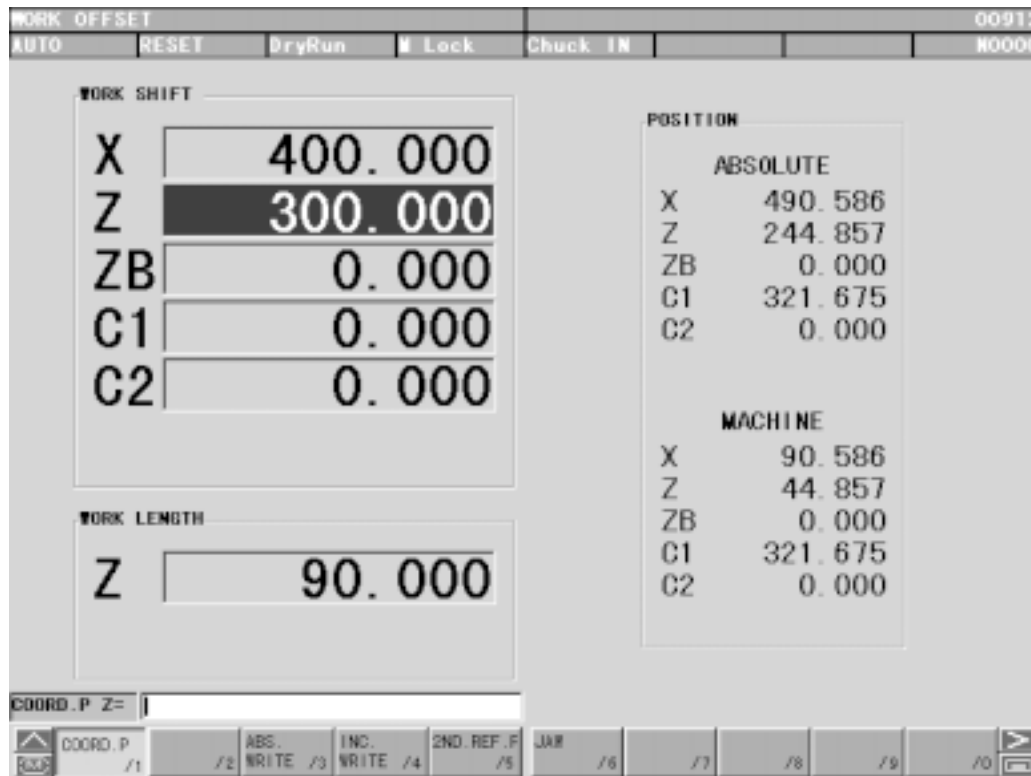 WORK OFFSET 0091
AUTO RESET DryRun M Lock Chuck IN N000
WORK SHIFT
X 400. 000
Z 300. 000
ZB 0. 000
C1 0. 000
C2 0. 000
WORK LENGTH
Z 90. 000
POSITION
ABSOLUTE
X 490. 586
Z 244. 857
ZB 0. 000
C1 321. 675
C2 0. 000
MACHINE
X 90. 586
Z 44. 857
ZB 0. 000
C1 321. 675
C2 0. 000
COORD.P Z=
COORD.P /1
/2
ABS. WRITE /3
INC. WRITE /4
2ND.REF.P /5
JAW /6
/7
/8
/9
/0